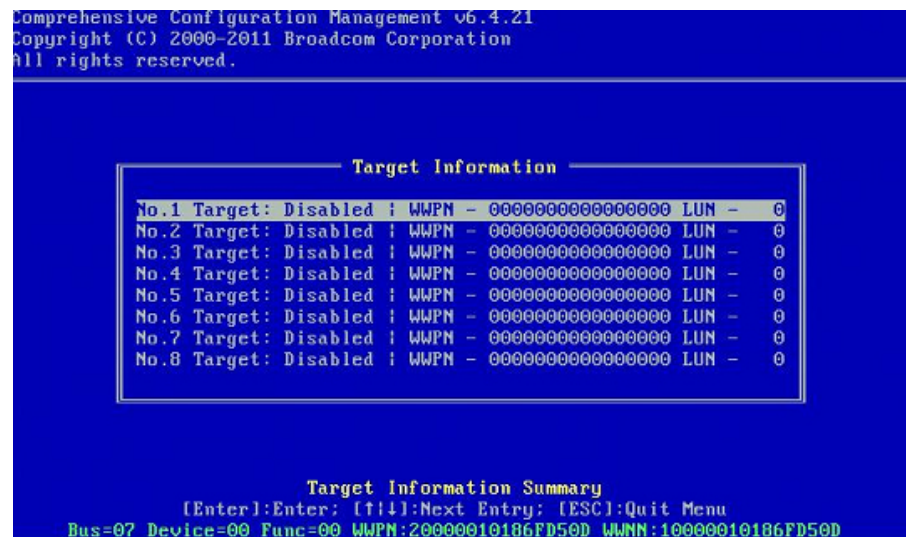 Comprehensive Configuration Management v6.4.21
Copyright (C) 2000-2011 Broadcom Corporation
All rights reserved.
Target Information
No.1 Target: Disabled ¦ WWPN - 0000000000000000 LUN - 0
No.2 Target: Disabled ¦ WWPN - 0000000000000000 LUN - 0
No.3 Target: Disabled ¦ WWPN - 0000000000000000 LUN - 0
No.4 Target: Disabled ¦ WWPN - 0000000000000000 LUN - 0
No.5 Target: Disabled ¦ WWPN - 0000000000000000 LUN - 0
No.6 Target: Disabled ¦ WWPN - 0000000000000000 LUN - 0
No.7 Target: Disabled ¦ WWPN - 0000000000000000 LUN - 0
No.8 Target: Disabled ¦ WWPN - 0000000000000000 LUN - 0
Target Information Summary
[Enter]:Enter; [↑¦↓]:Next Entry; [ESC]:Quit Menu
Bus=07 Device=00 Func=00 WWPN:20000010186FD50D WWNN:10000010186FD50D